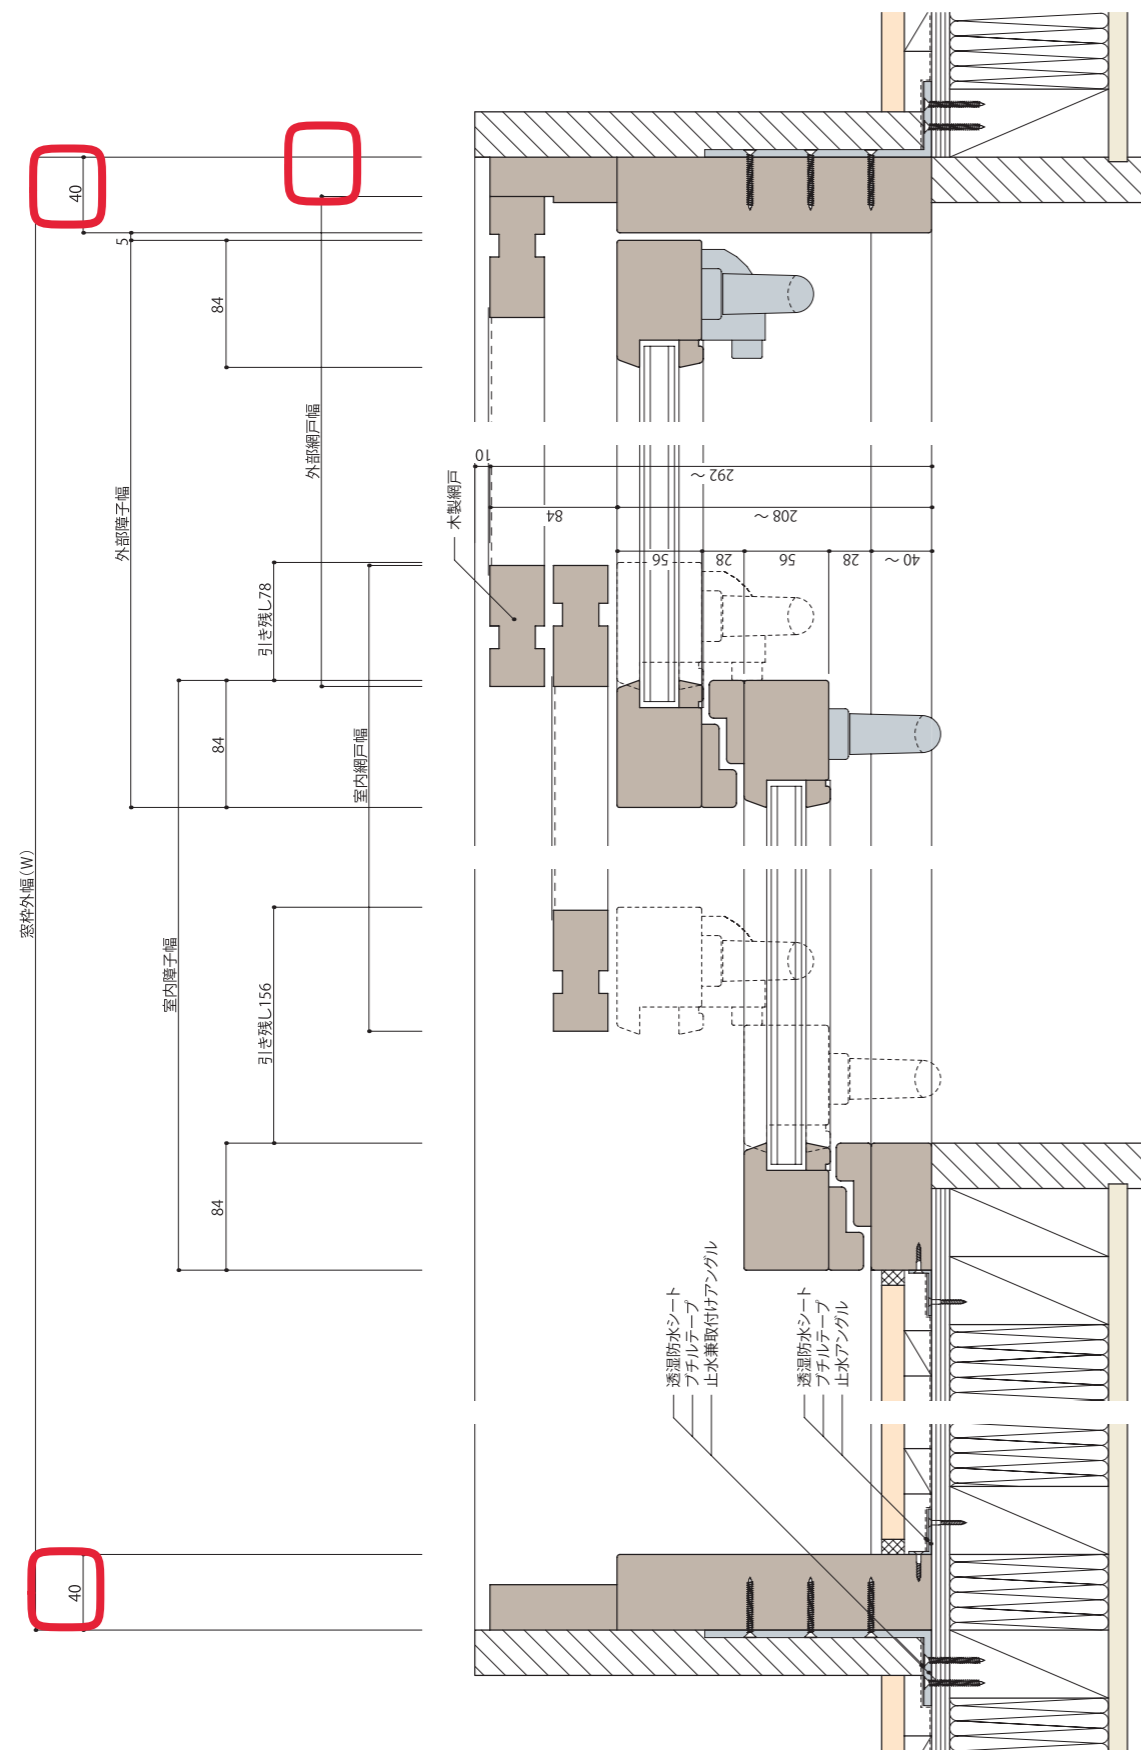 40
5
84
外部網戸幅
外部障子幅
引き残し78
84
室内網戸幅
窓枠外幅(W)
室内障子幅
引き残し156
84
40
10
292 ～
84
208 ～
56
28
56
28
40 ～
木製網戸
透湿防水シート
ブチルテープ
止水兼取付けアングル
透湿防水シート
ブチルテープ
止水アングル